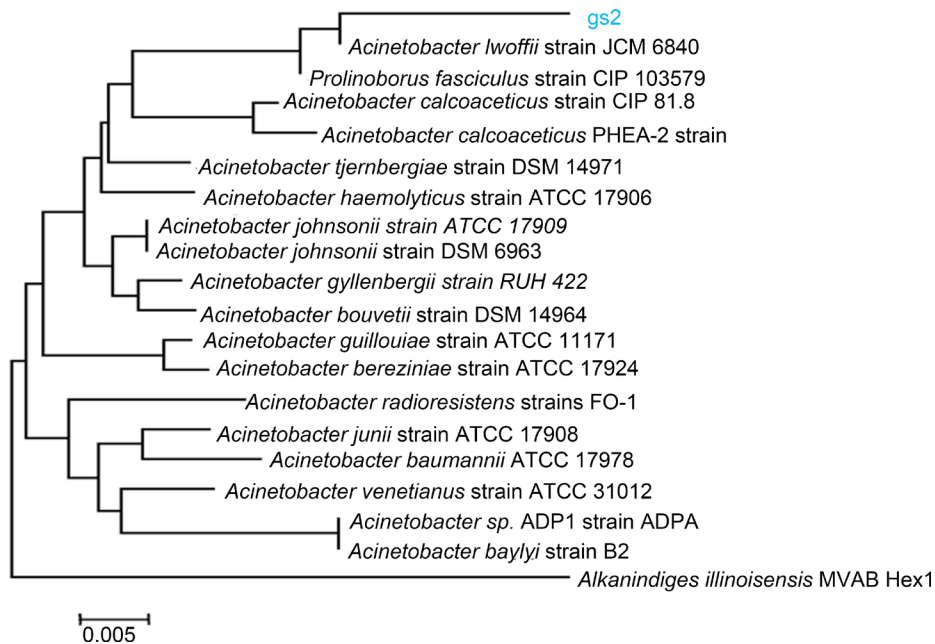 gs2
Acinetobacter lwoffii strain JCM 6840
Prolinoborus fasciculus strain CIP 103579
Acinetobacter calcoaceticus strain CIP 81.8
Acinetobacter calcoaceticus PHEA-2 strain
Acinetobacter tjernbergiae strain DSM 14971
Acinetobacter haemolyticus strain ATCC 17906
Acinetobacter johnsonii strain ATCC 17909
Acinetobacter johnsonii strain DSM 6963
Acinetobacter gyllenbergii strain RUH 422
Acinetobacter bouvetii strain DSM 14964
Acinetobacter guillouiae strain ATCC 11171
Acinetobacter bereziniae strain ATCC 17924
Acinetobacter radioresistens strains FO-1
Acinetobacter junii strain ATCC 17908
Acinetobacter baumannii ATCC 17978
Acinetobacter venetianus strain ATCC 31012
Acinetobacter sp. ADP1 strain ADPA
Acinetobacter baylyi strain B2
Alkanindiges illinoisensis MVAB Hex1
0.005